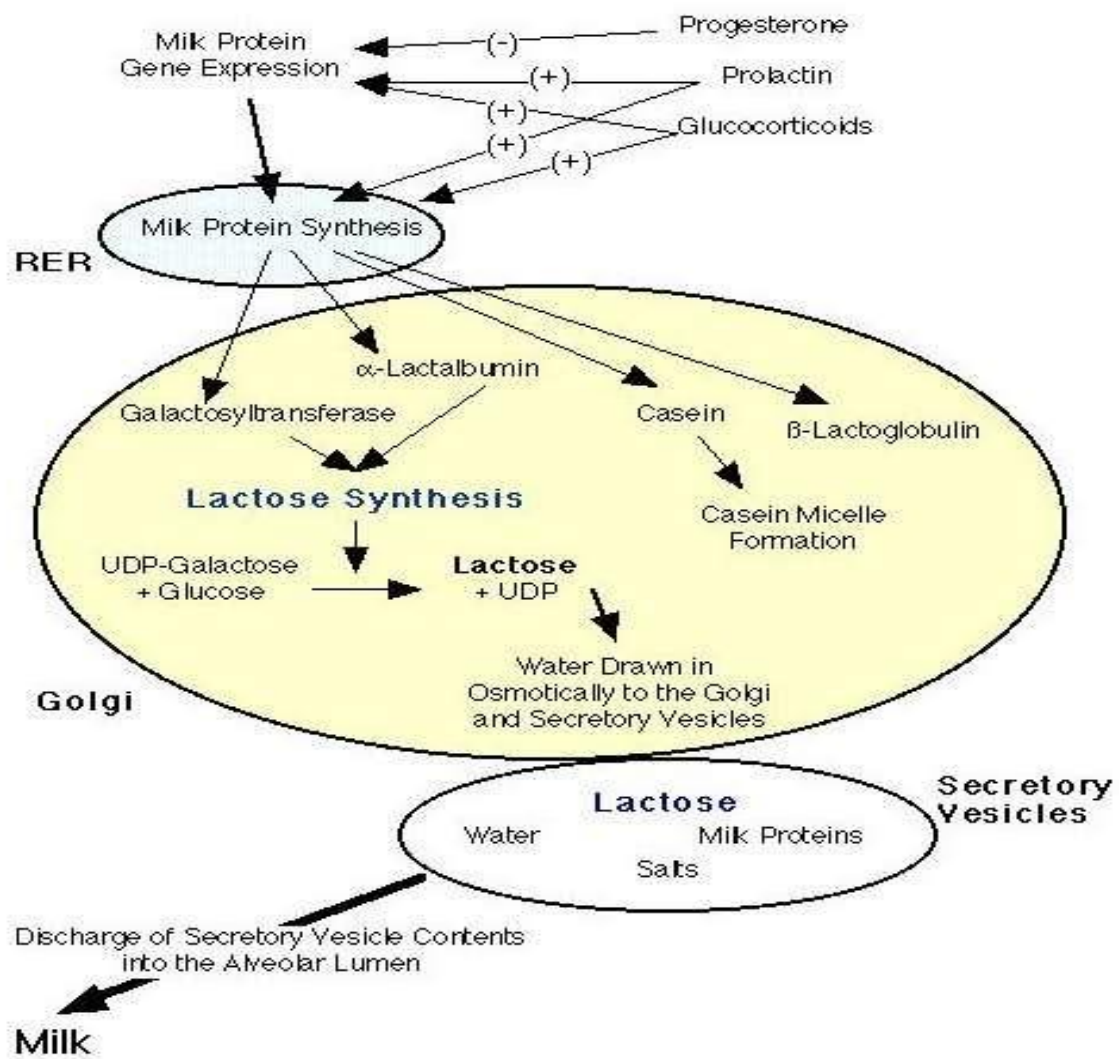 Progesterone
Milk Protein
Gene Expression
(-)
Prolactin
(+)
Glucocorticoids
(+)
(+)
(+)
Milk Protein Synthesis
RER
α-Lactalbumin
Galactosyltransferase
Casein
ß-Lactoglobulin
Lactose Synthesis
Casein Micelle
Formation
UDP-Galactose
+ Glucose
Lactose
+ UDP
Water Drawn in
Osmotically to the Golgi
and Secretory Vesicles
Golgi
Secretory
Vesicles
Lactose
Water
Milk Proteins
Salts
Discharge of Secretory Vesicle Contents
into the Alveolar Lumen
Milk